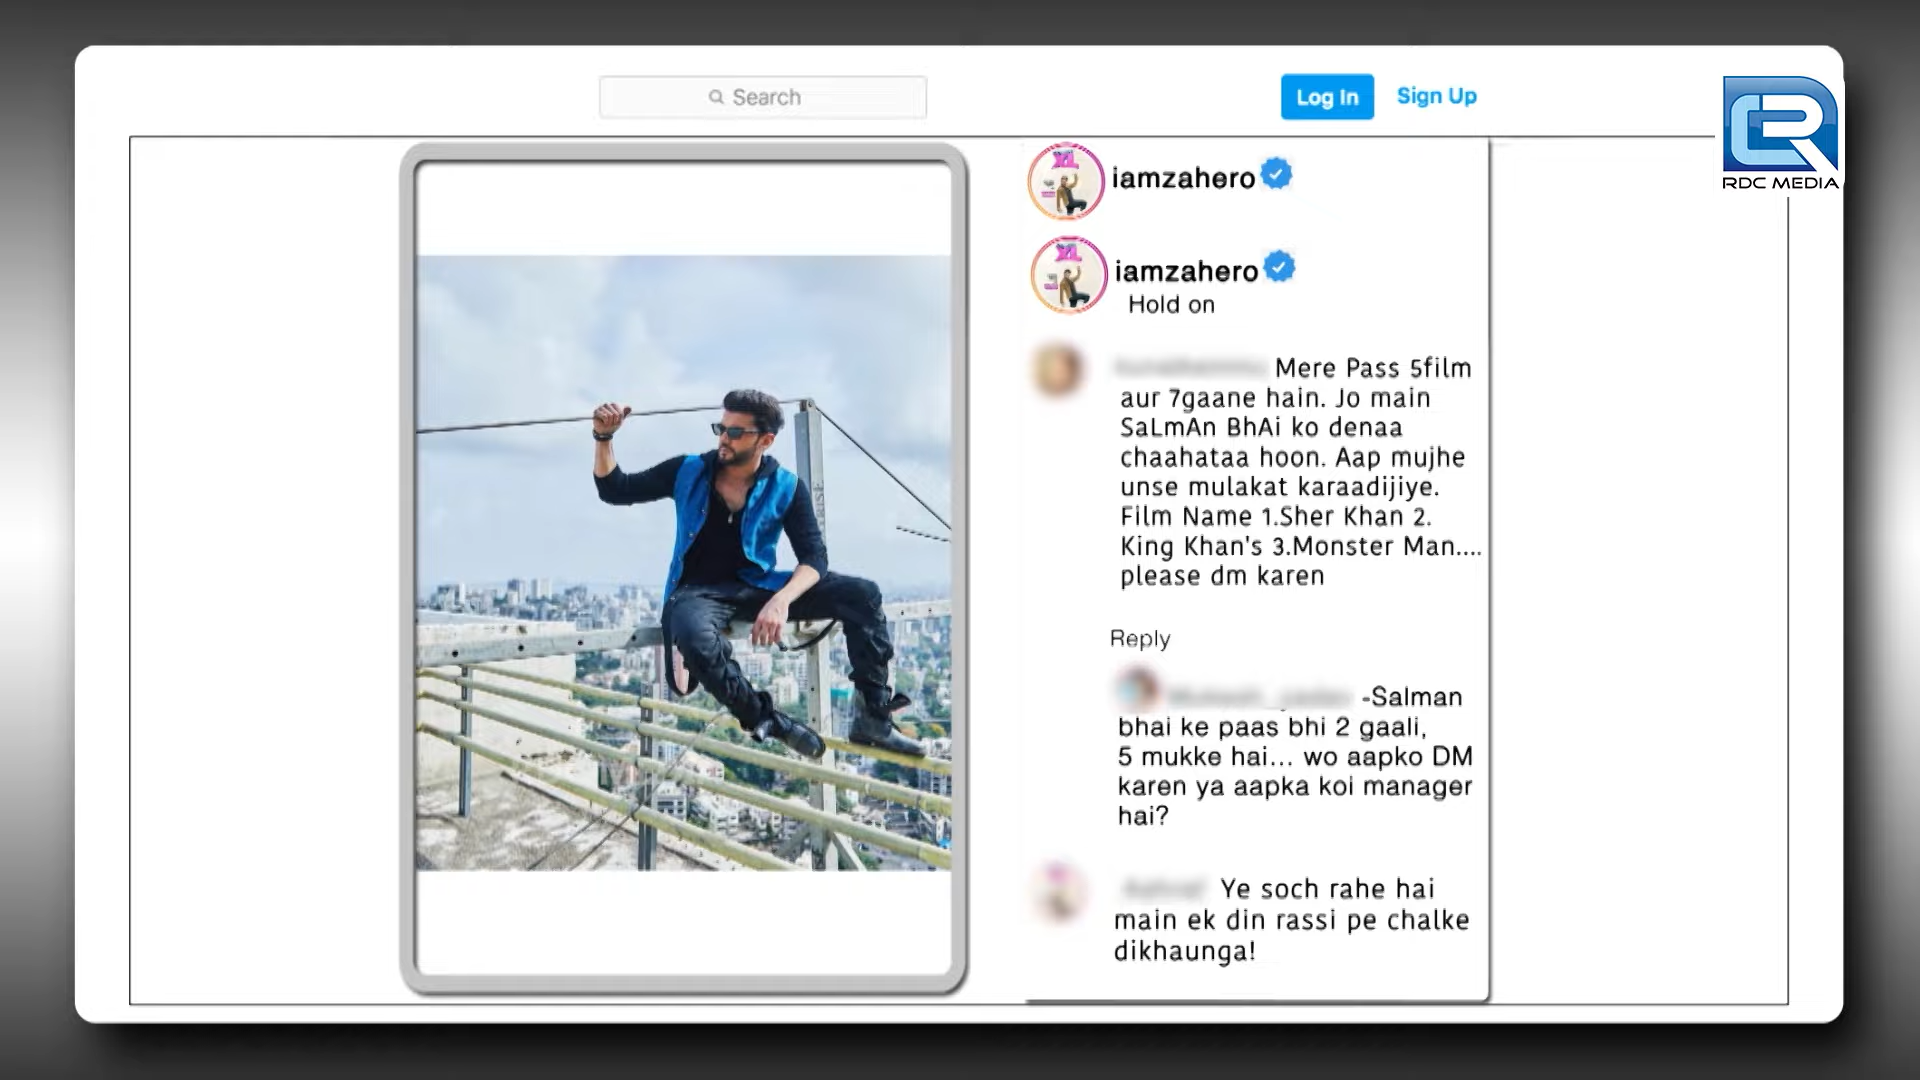 Search
Log In
Sign Up
RDC MEDIA
XL
iamzahero
XL
iamzahero
Hold on
Mere Pass 5film
aur 7gaane hain. Jo main
SaLmAn BhAi ko denaa
chaahataa hoon. Aap mujhe
unse mulakat karaadijiye.
Film Name 1.Sher Khan 2.
King Khan's 3.Monster Man....
please dm karen
Reply
-Salman
bhai ke paas bhi 2 gaali,
5 mukke hai... wo aapko DM
karen ya aapka koi manager
hai?
Ye soch rahe hai
main ek din rassi pe chalke
dikhaunga!